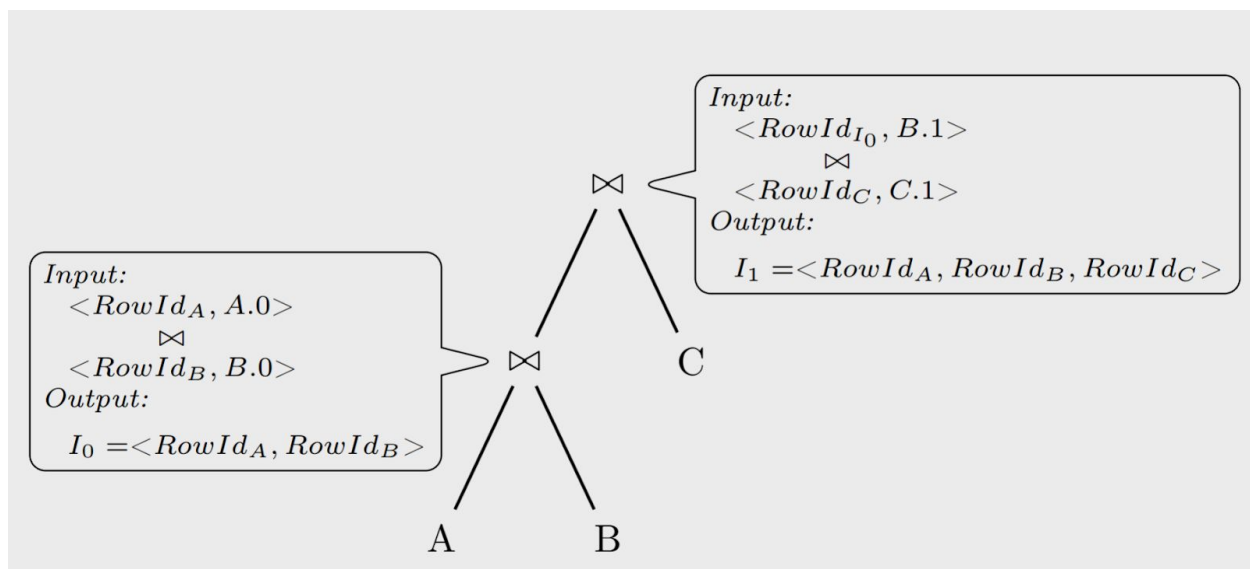 Input:
<RowId_{I_0}, B.1>
⋈
<RowId_C, C.1>
Output:
I_1 =<RowId_A, RowId_B, RowId_C>
⋈
Input:
<RowId_A, A.0>
⋈
<RowId_B, B.0>
Output:
I_0 =<RowId_A, RowId_B>
⋈
C
A
B